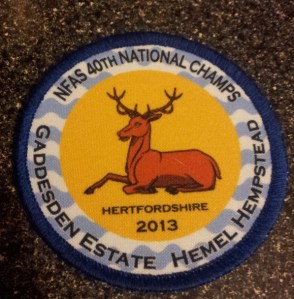 NFAS 40TH NATIONAL CHAMPS
HERTFORDSHIRE
2013
GADDESDEN ESTATE HEMEL HEMPSTEAD